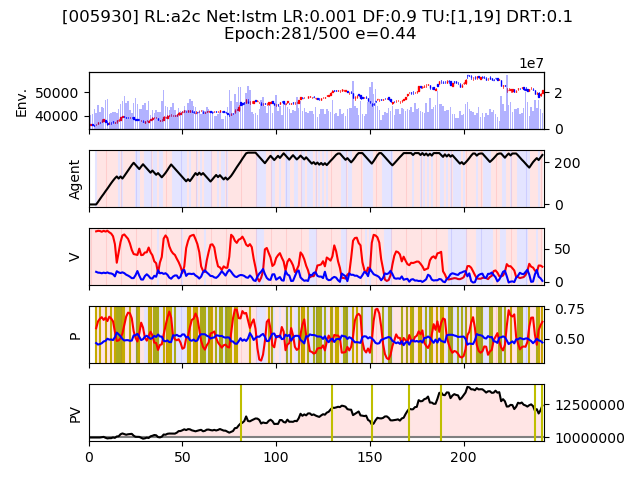 [005930] RL:a2c Net:lstm LR:0.001 DF:0.9 TU:[1,19] DRT:0.1
Epoch:281/500 e=0.44
1e7
Env.
50000
40000
2
0
Agent
200
0
V
50
0
P
0.75
0.50
PV
12500000
10000000
0 50 100 150 200